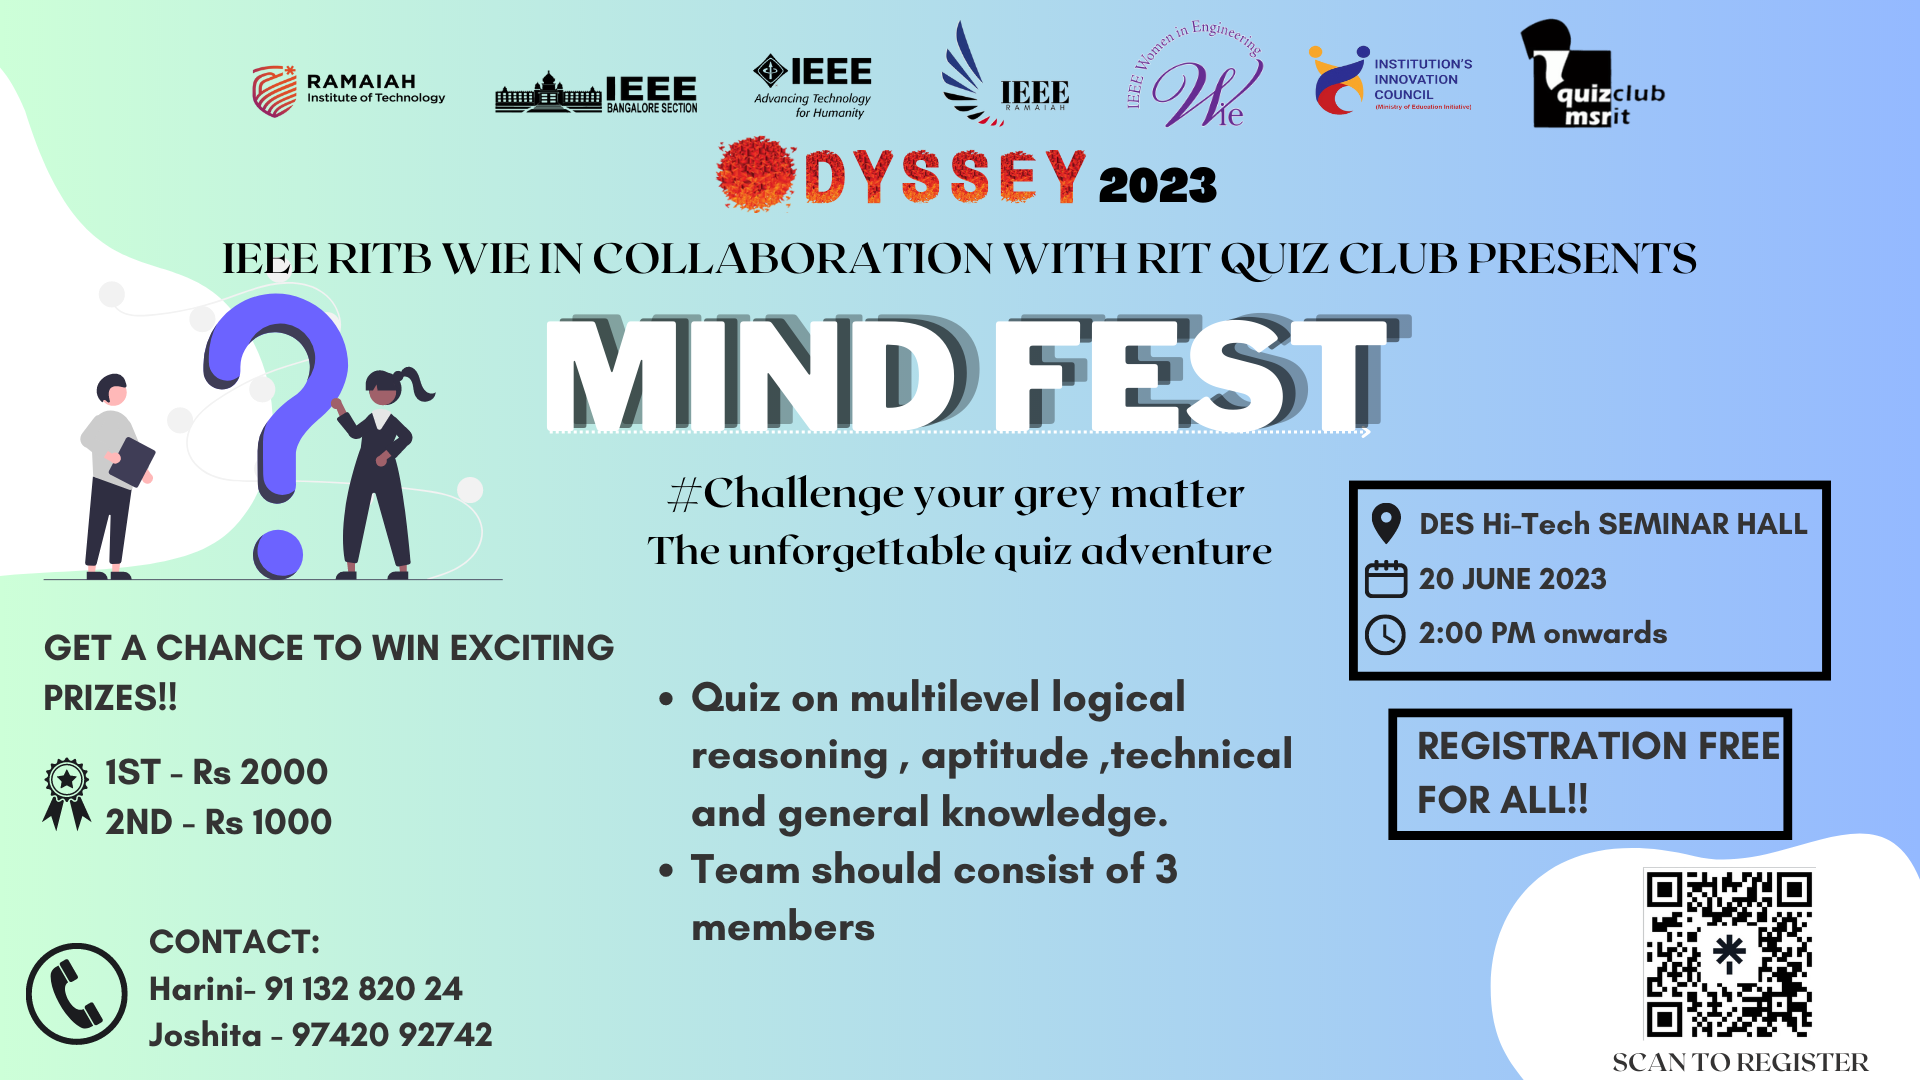 RAMAIAH
Institute of Technology
IEEE
BANGALORE SECTION
IEEE
Advancing Technology
for Humanity
IEEE
RAMAIAH
IEEE Women in Engineering
Wie
INSTITUTION'S
INNOVATION
COUNCIL
(Ministry of Education Initiative)
quizclub
msrit
ODYSSEY 2023
IEEE RITB WIE IN COLLABORATION WITH RIT QUIZ CLUB PRESENTS
MIND FEST
#Challenge your grey matter
The unforgettable quiz adventure
DES Hi-Tech SEMINAR HALL
20 JUNE 2023
2:00 PM onwards
GET A CHANCE TO WIN EXCITING
PRIZES!!
1ST - Rs 2000
2ND - Rs 1000
• Quiz on multilevel logical
reasoning , aptitude ,technical
and general knowledge.
• Team should consist of 3
members
REGISTRATION FREE
FOR ALL!!
CONTACT:
Harini- 91 132 820 24
Joshita - 97420 92742
SCAN TO REGISTER